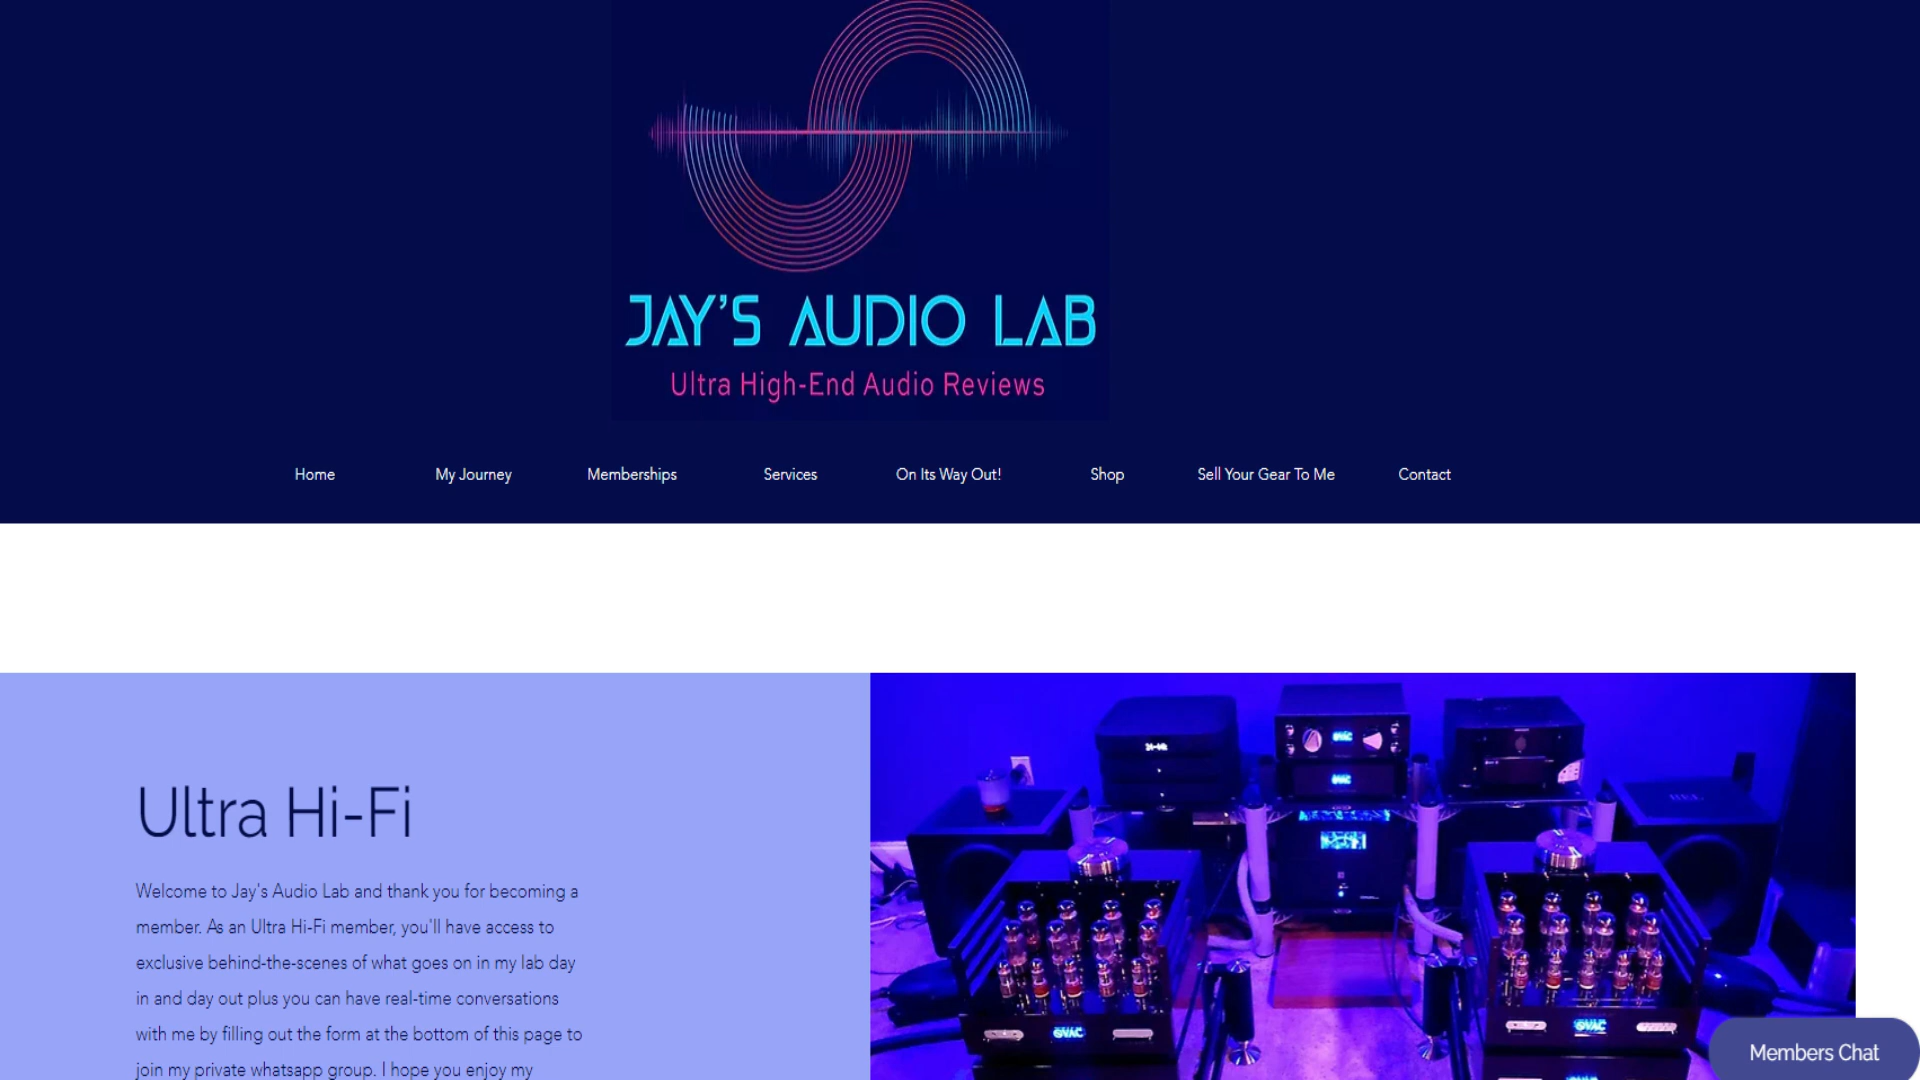 JAY'S AUDIO LAB
Ultra High-End Audio Reviews
Home
My Journey
Memberships
Services
On Its Way Out!
Shop
Sell Your Gear To Me
Contact
Ultra Hi-Fi
Welcome to Jay's Audio Lab and thank you for becoming a
member. As an Ultra Hi-Fi member, you'll have access to
exclusive behind-the-scenes of what goes on in my lab day
in and day out plus you can have real-time conversations
with me by filling out the form at the bottom of this page to
join my private whatsapp group. I hope you enjoy my
VAC
VAC
REL
VAC
VAC
Members Chat